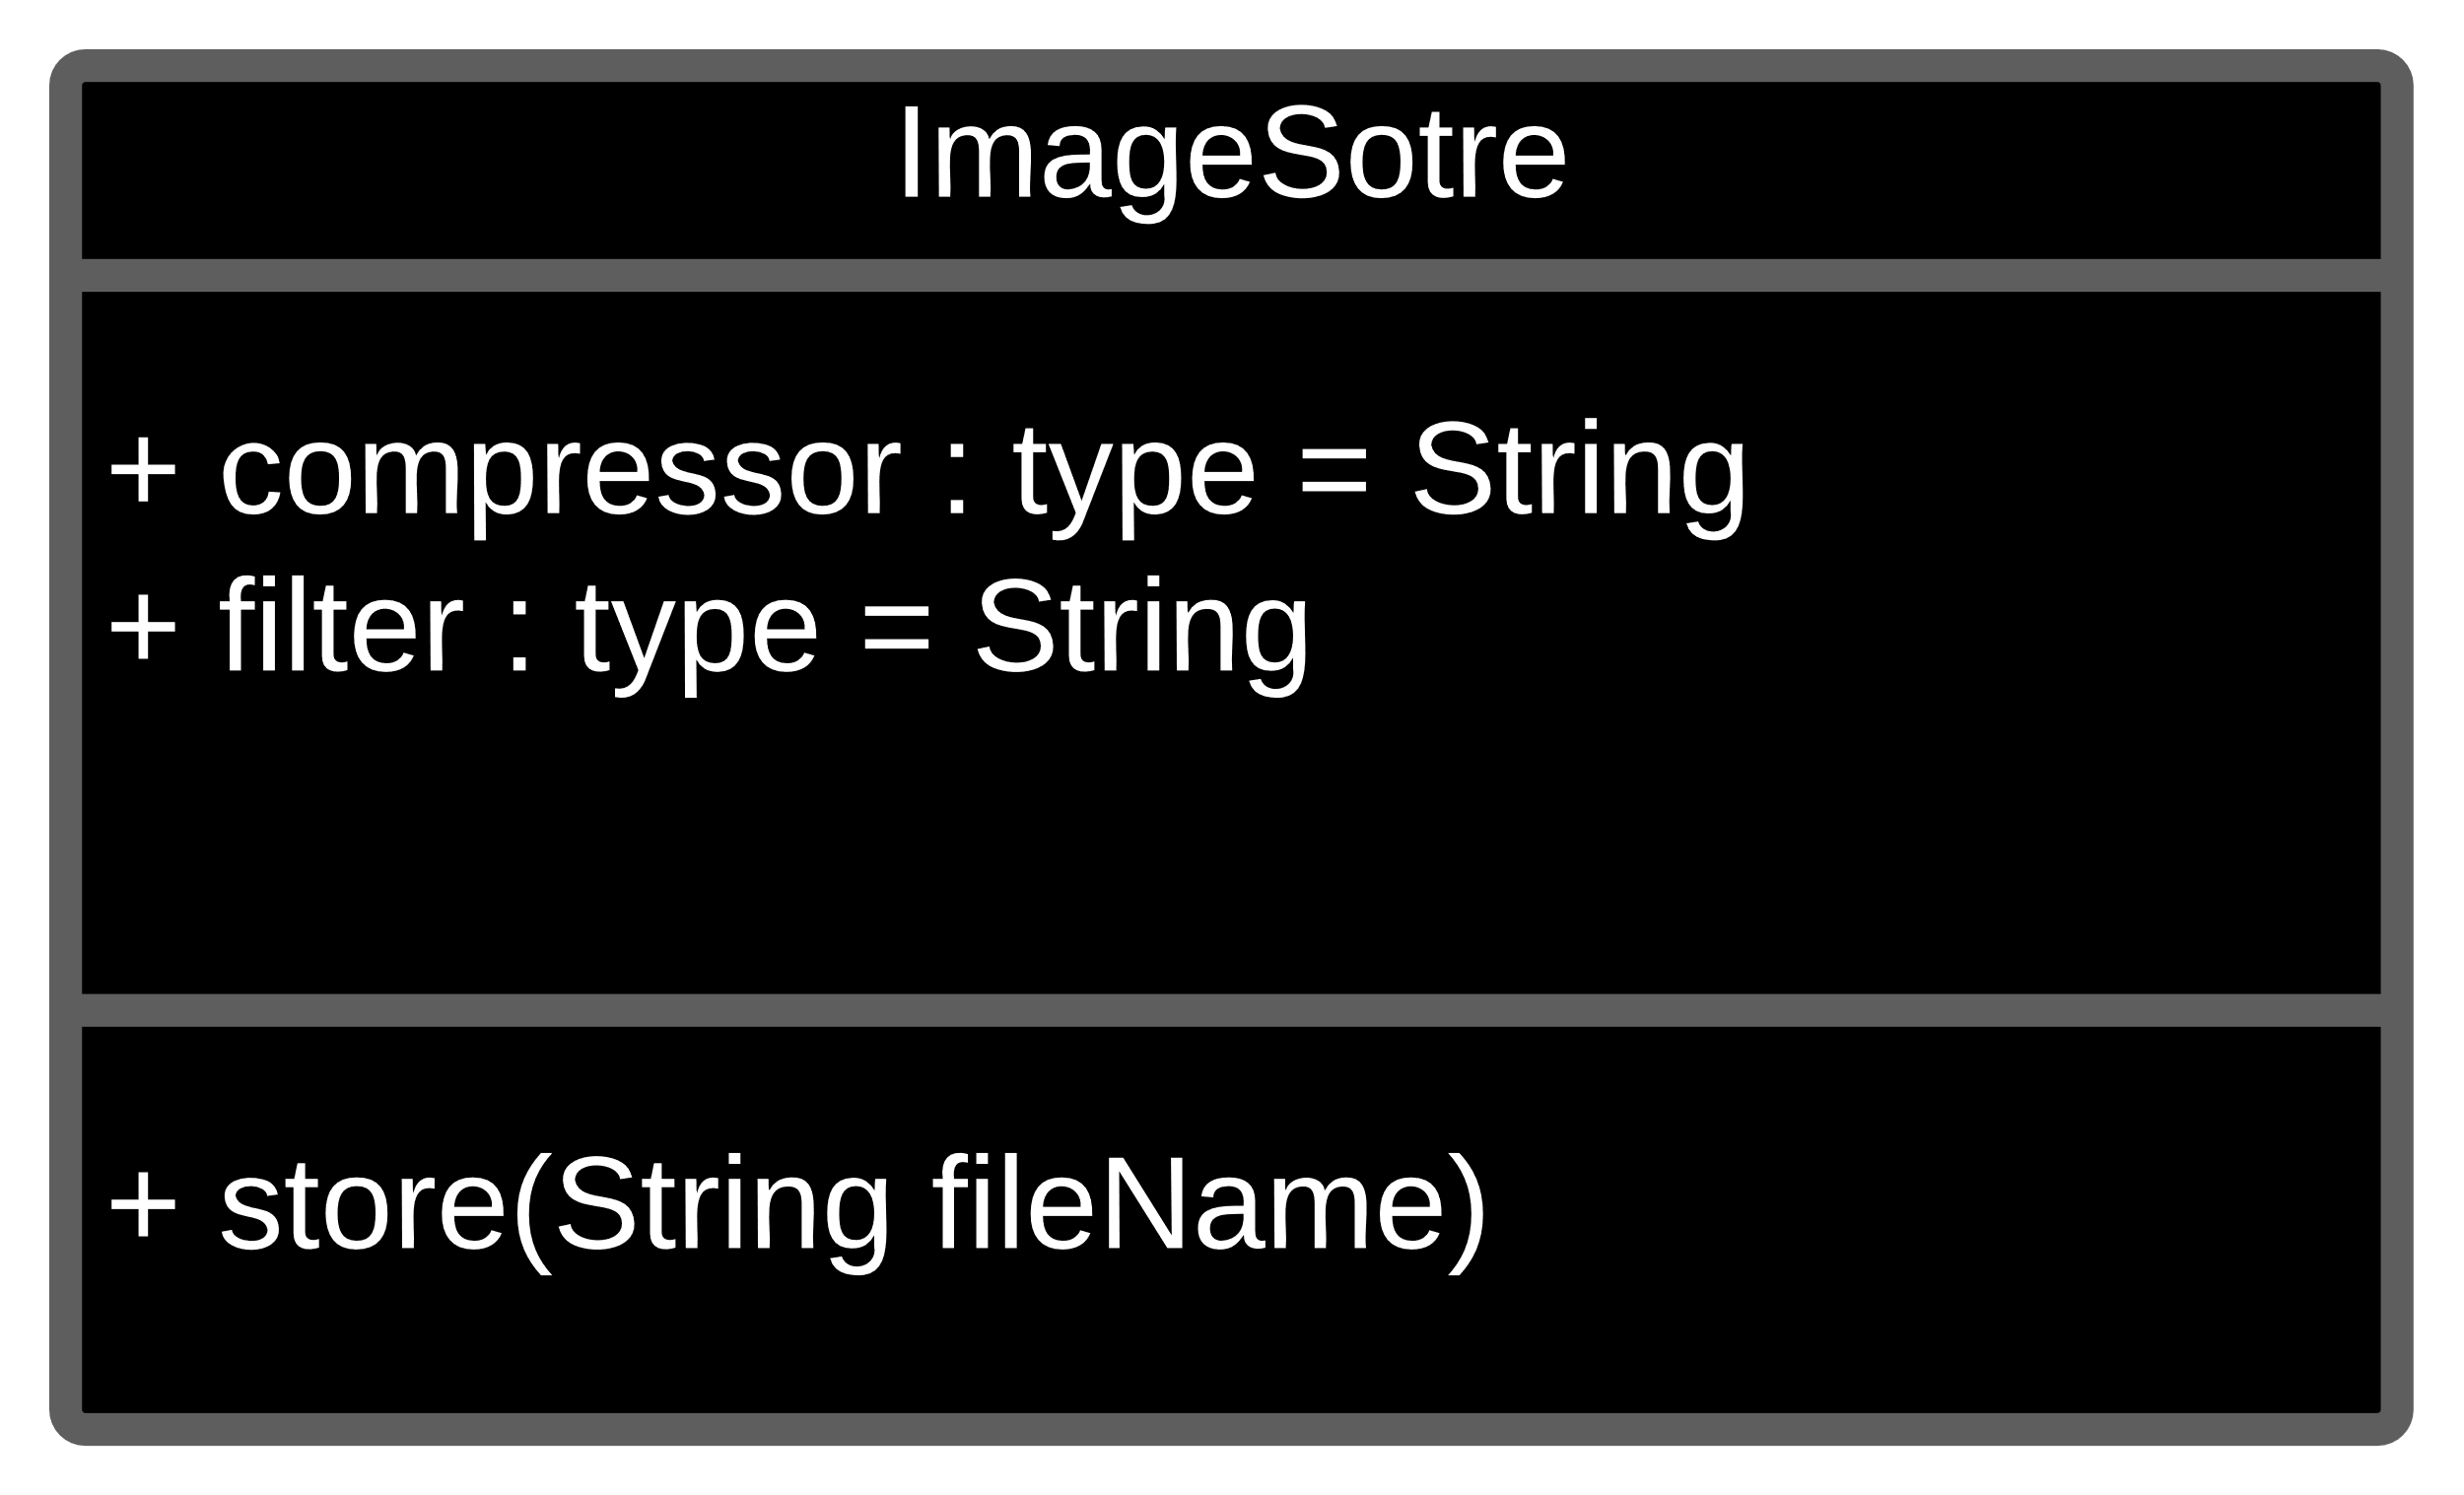 ImageSotre
+ compressor : type = String
+ filter : type = String
+ store(String fileName)